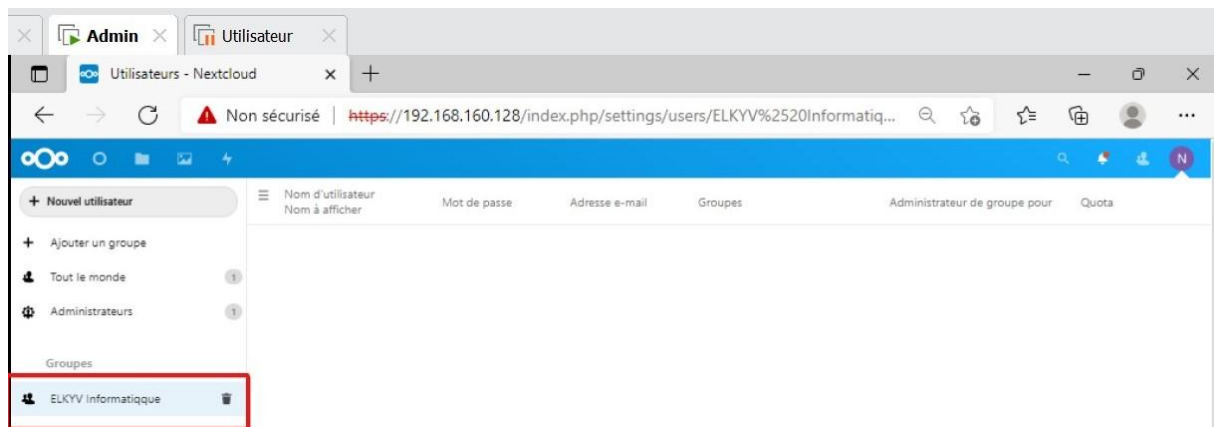 Admin
Utilisateur
Utilisateurs - Nextcloud
Non sécurisé | https://192.168.160.128/index.php/settings/users/ELKYV%2520Informatiq...
N
+ Nouvel utilisateur
Nom d'utilisateur
Nom à afficher
Mot de passe
Adresse e-mail
Groupes
Administrateur de groupe pour
Quota
+ Ajouter un groupe
Tout le monde 1
Administrateurs 1
Groupes
ELKYV Informatiqque